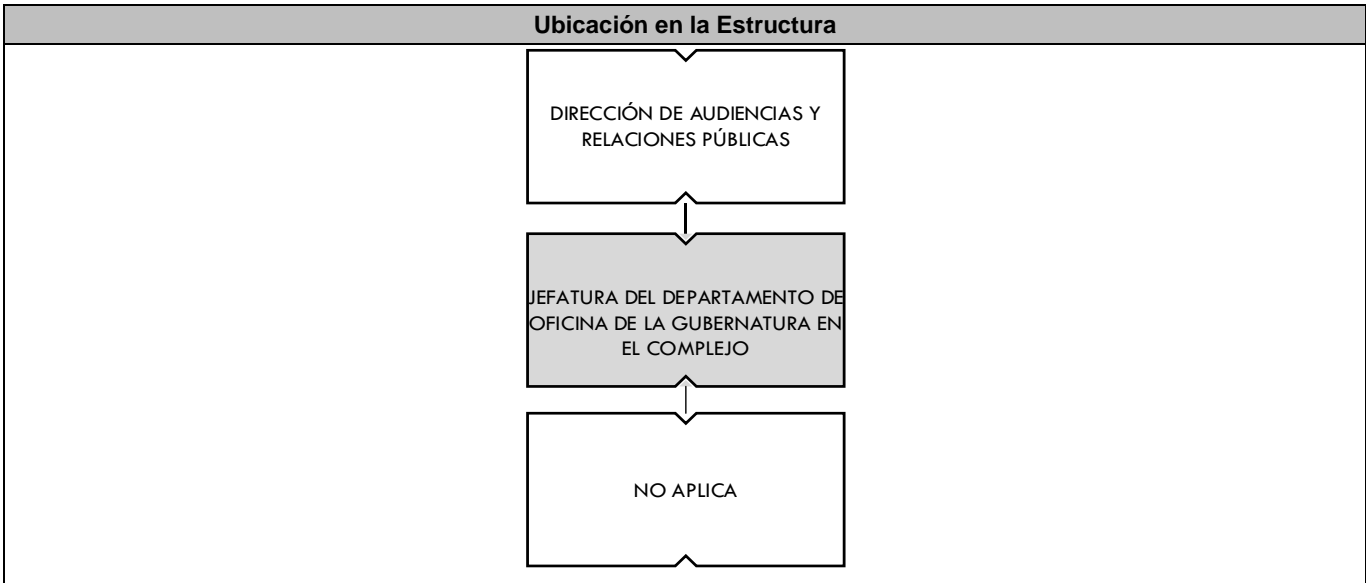 Ubicación en la Estructura
DIRECCIÓN DE AUDIENCIAS Y
RELACIONES PÚBLICAS
JEFATURA DEL DEPARTAMENTO DE
OFICINA DE LA GUBERNATURA EN
EL COMPLEJO
NO APLICA